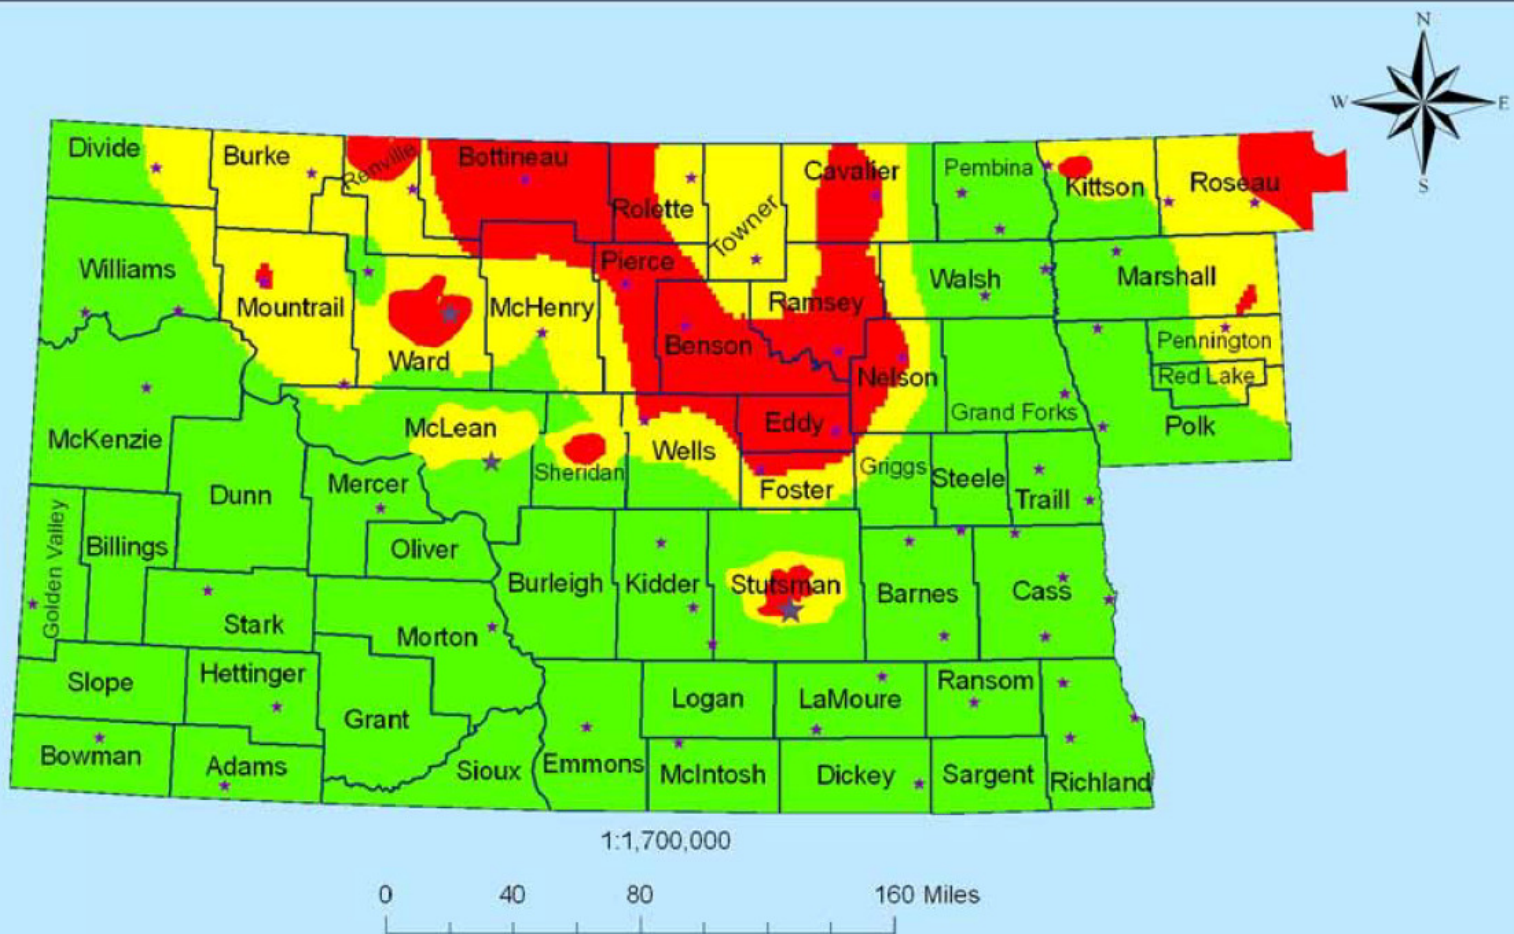 N
W E
S
Divide
Burke
Renville
Bottineau
Rolette
Towner
Cavalier
Pembina
Kittson
Roseau
Williams
Mountrail
Ward
McHenry
Pierce
Benson
Ramsey
Nelson
Walsh
Grand Forks
Marshall
Pennington
Red Lake
Polk
McKenzie
Dunn
McLean
Mercer
Oliver
Sheridan
Wells
Eddy
Foster
Griggs
Steele
Traill
Golden Valley
Billings
Stark
Morton
Burleigh
Kidder
Stutsman
Barnes
Cass
Slope
Hettinger
Grant
Logan
LaMoure
Ransom
Bowman
Adams
Sioux
Emmons
McIntosh
Dickey
Sargent
Richland
1:1,700,000
0 40 80 160 Miles